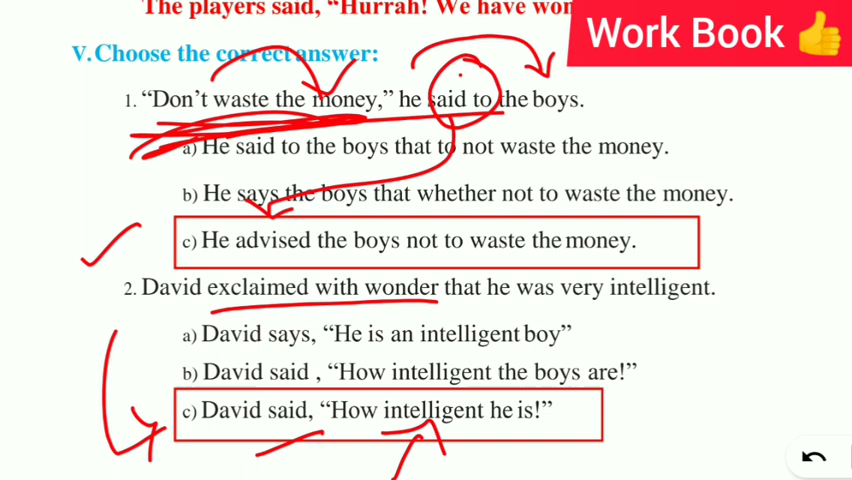 The players said, “Hurrah! We have won
Work Book
V. Choose the correct answer:
1. “Don’t waste the money,” he said to the boys.
a) He said to the boys that to not waste the money.
b) He says the boys that whether not to waste the money.
c) He advised the boys not to waste the money.
2. David exclaimed with wonder that he was very intelligent.
a) David says, “He is an intelligent boy”
b) David said , “How intelligent the boys are!”
c) David said, “How intelligent he is!”